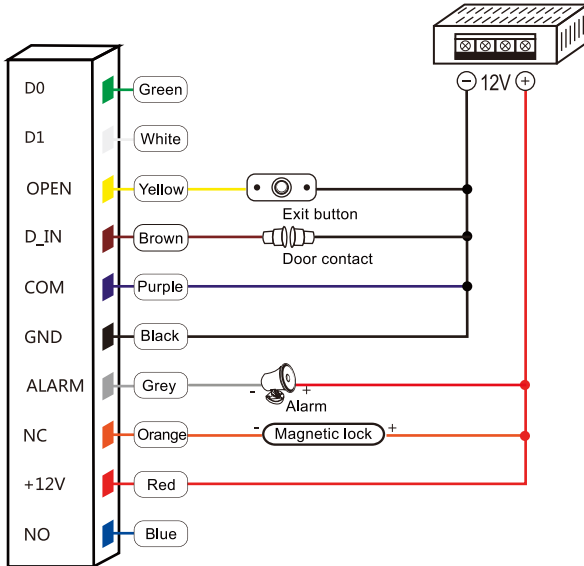 − 12V +
D0 Green
D1 White
OPEN Yellow
Exit button
D_IN Brown
Door contact
COM Purple
GND Black
ALARM Grey - +
Alarm
NC Orange - Magnetic lock +
+12V Red
NO Blue